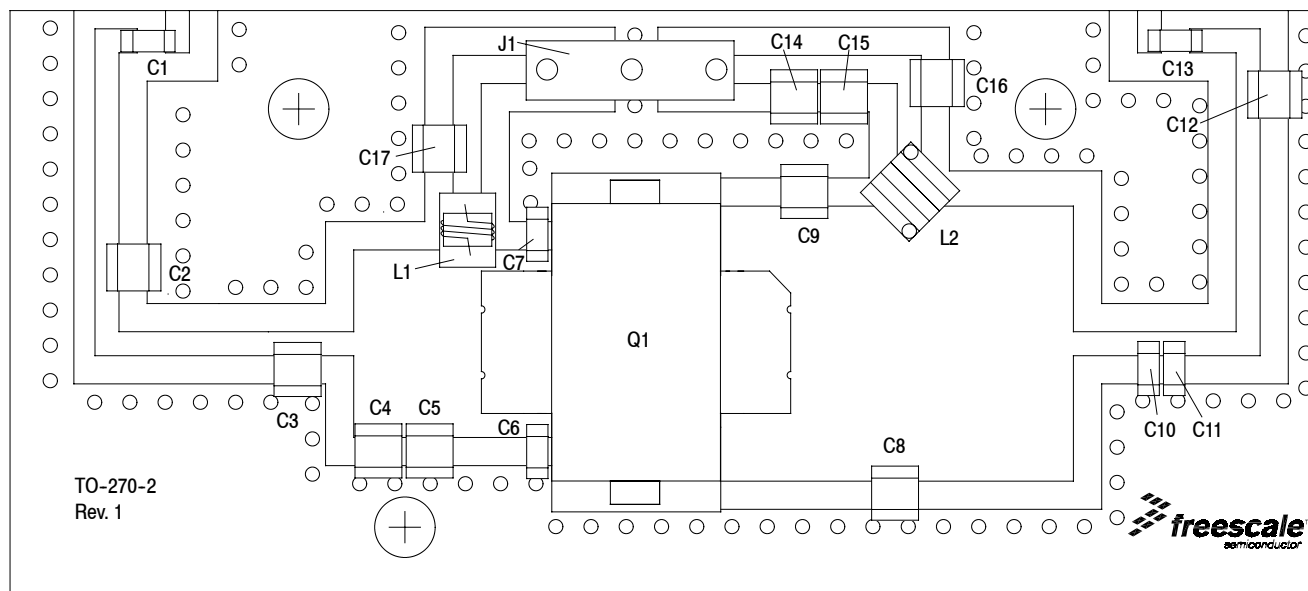 J1
C14
C15
C1
C13
C16
C12
C17
C9
L2
C7
C2
L1
Q1
C3
C4
C5
C6
C8
C10
C11
TO-270-2
Rev. 1
freescale
semiconductor